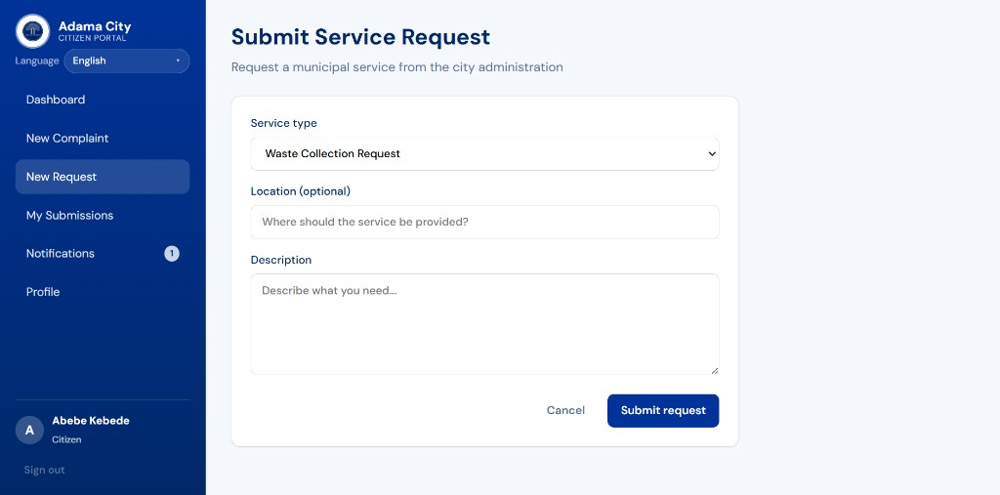 Adama City
CITIZEN PORTAL
Language English
Dashboard
New Complaint
New Request
My Submissions
Notifications 1
Profile
A
Abebe Kebede
Citizen
Sign out
Submit Service Request
Request a municipal service from the city administration
Service type
Waste Collection Request
Location (optional)
Where should the service be provided?
Description
Describe what you need...
Cancel Submit request